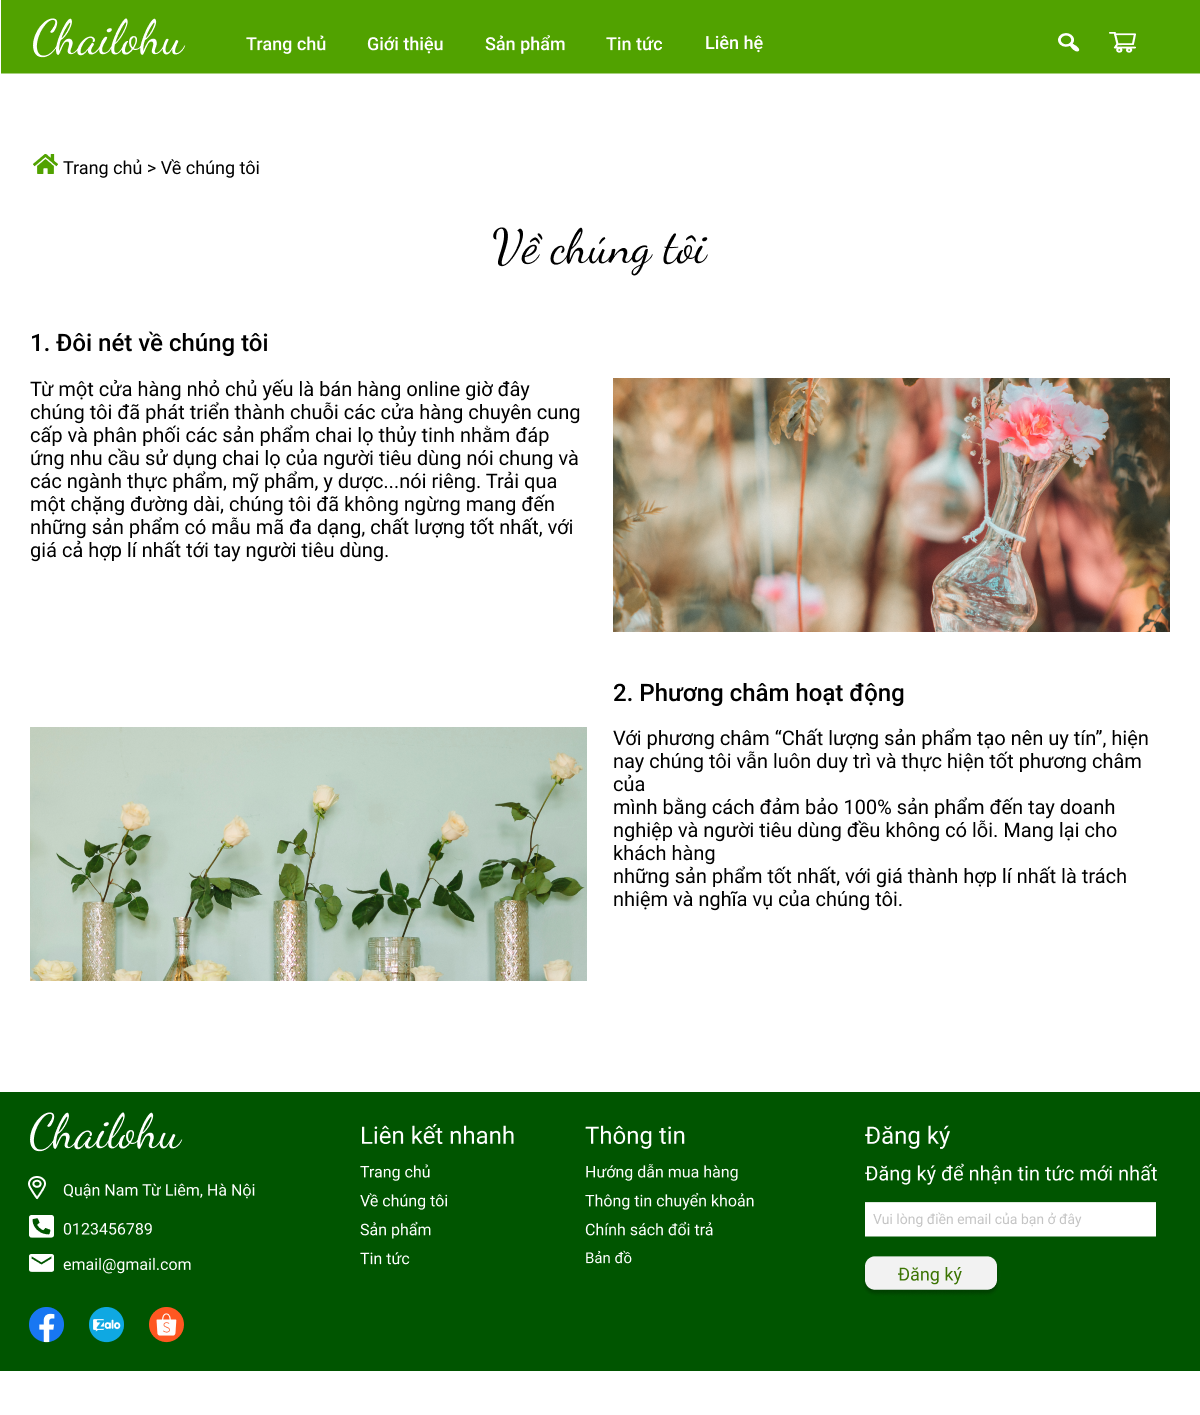 Chailohu
Trang chủ
Giới thiệu
Sản phẩm
Tin tức
Liên hệ
Trang chủ > Về chúng tôi
Về chúng tôi
1. Đôi nét về chúng tôi
Từ một cửa hàng nhỏ chủ yếu là bán hàng online giờ đây
chúng tôi đã phát triển thành chuỗi các cửa hàng chuyên cung
cấp và phân phối các sản phẩm chai lọ thủy tinh nhằm đáp
ứng nhu cầu sử dụng chai lọ của người tiêu dùng nói chung và
các ngành thực phẩm, mỹ phẩm, y dược...nói riêng. Trải qua
một chặng đường dài, chúng tôi đã không ngừng mang đến
những sản phẩm có mẫu mã đa dạng, chất lượng tốt nhất, với
giá cả hợp lí nhất tới tay người tiêu dùng.
2. Phương châm hoạt động
Với phương châm “Chất lượng sản phẩm tạo nên uy tín”, hiện
nay chúng tôi vẫn luôn duy trì và thực hiện tốt phương châm
của
mình bằng cách đảm bảo 100% sản phẩm đến tay doanh
nghiệp và người tiêu dùng đều không có lỗi. Mang lại cho
khách hàng
những sản phẩm tốt nhất, với giá thành hợp lí nhất là trách
nhiệm và nghĩa vụ của chúng tôi.
Chailohu
Quận Nam Từ Liêm, Hà Nội
0123456789
email@gmail.com
Zalo
S
Liên kết nhanh
Trang chủ
Về chúng tôi
Sản phẩm
Tin tức
Thông tin
Hướng dẫn mua hàng
Thông tin chuyển khoản
Chính sách đổi trả
Bản đồ
Đăng ký
Đăng ký để nhận tin tức mới nhất
Vui lòng điền email của bạn ở đây
Đăng ký